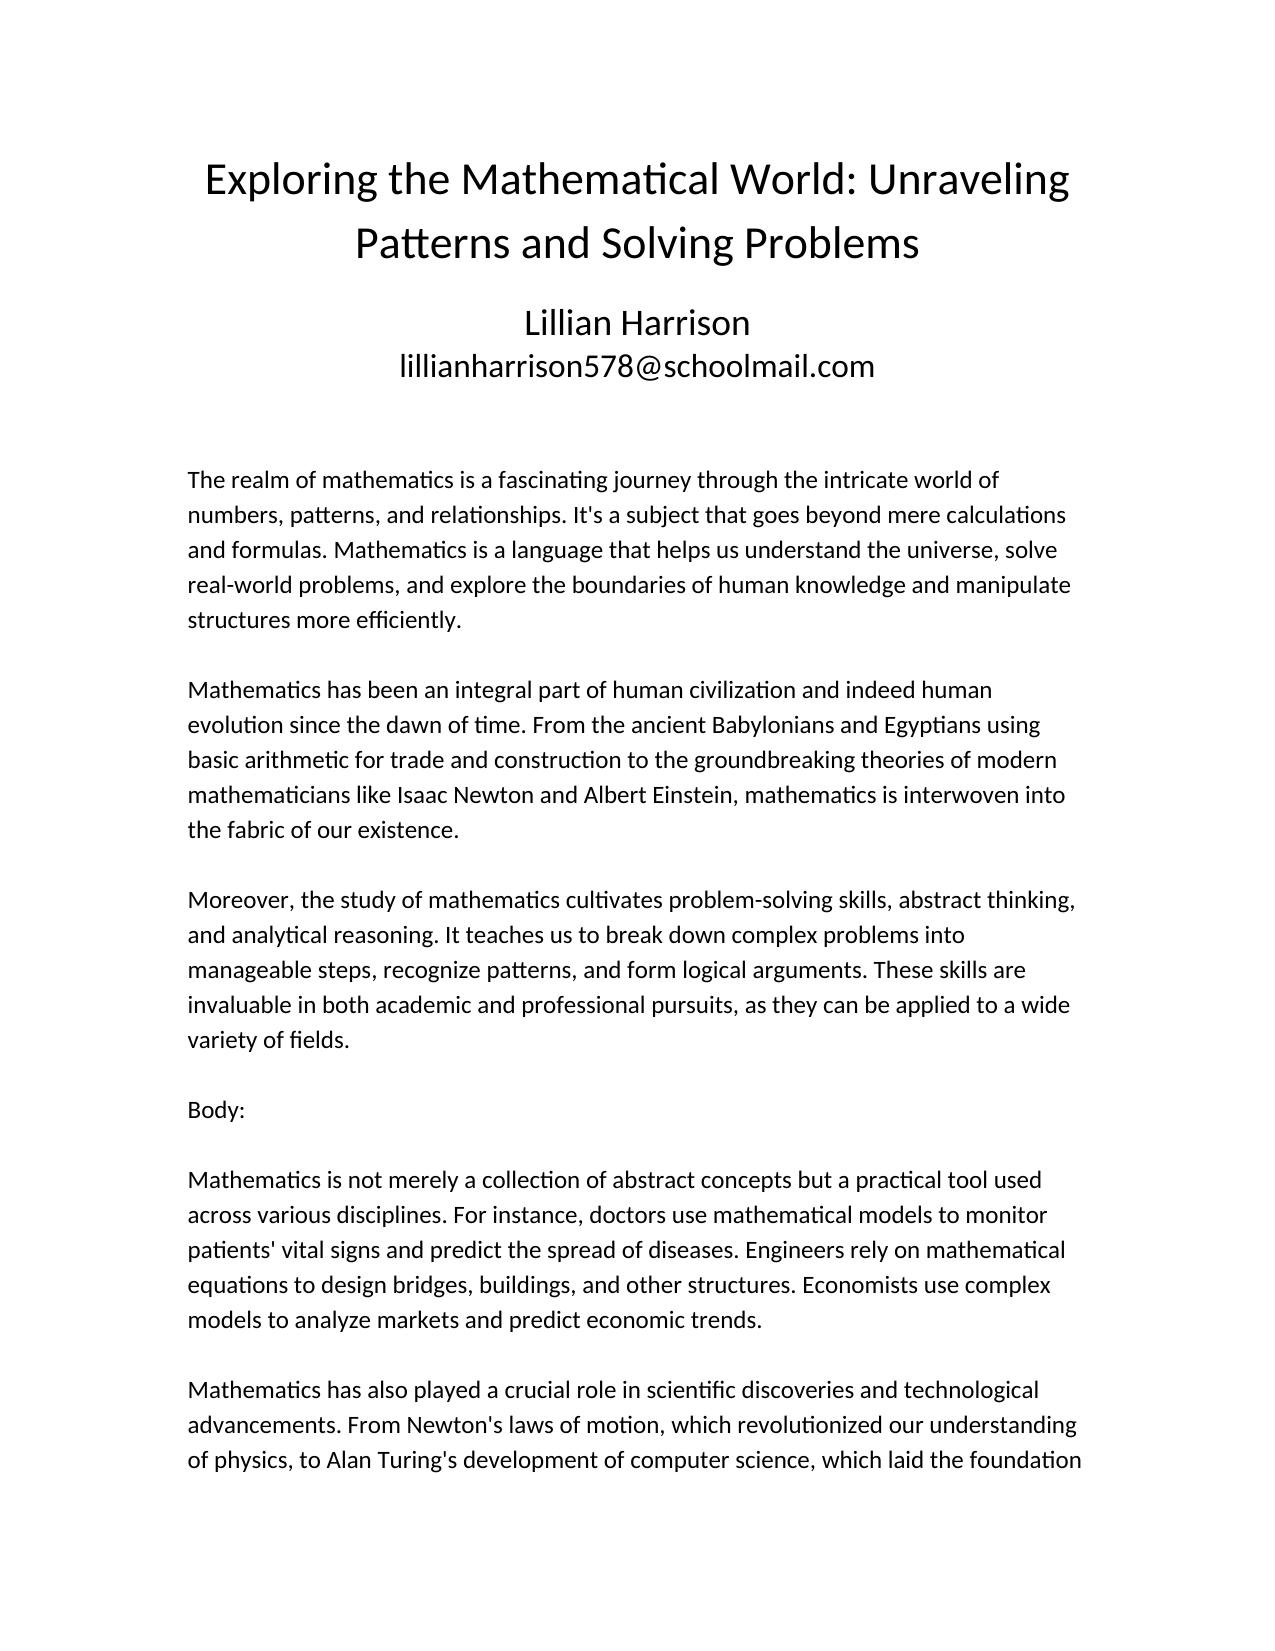 Exploring the Mathematical World: Unraveling
Patterns and Solving Problems
Lillian Harrison
lillianharrison578@schoolmail.com
The realm of mathematics is a fascinating journey through the intricate world of
numbers, patterns, and relationships. It's a subject that goes beyond mere calculations
and formulas. Mathematics is a language that helps us understand the universe, solve
real-world problems, and explore the boundaries of human knowledge and manipulate
structures more efficiently.
Mathematics has been an integral part of human civilization and indeed human
evolution since the dawn of time. From the ancient Babylonians and Egyptians using
basic arithmetic for trade and construction to the groundbreaking theories of modern
mathematicians like Isaac Newton and Albert Einstein, mathematics is interwoven into
the fabric of our existence.
Moreover, the study of mathematics cultivates problem-solving skills, abstract thinking,
and analytical reasoning. It teaches us to break down complex problems into
manageable steps, recognize patterns, and form logical arguments. These skills are
invaluable in both academic and professional pursuits, as they can be applied to a wide
variety of fields.
Body:
Mathematics is not merely a collection of abstract concepts but a practical tool used
across various disciplines. For instance, doctors use mathematical models to monitor
patients' vital signs and predict the spread of diseases. Engineers rely on mathematical
equations to design bridges, buildings, and other structures. Economists use complex
models to analyze markets and predict economic trends.
Mathematics has also played a crucial role in scientific discoveries and technological
advancements. From Newton's laws of motion, which revolutionized our understanding
of physics, to Alan Turing's development of computer science, which laid the foundation